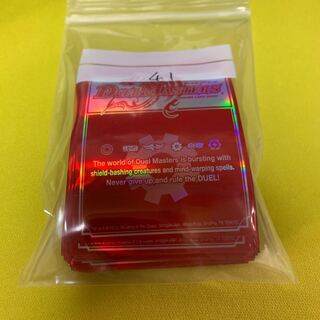 41
DUEL MASTERS
The world of Duel Masters is bursting with
shield-bashing creatures and mind-warping spells.
Never give up and rule the DUEL!